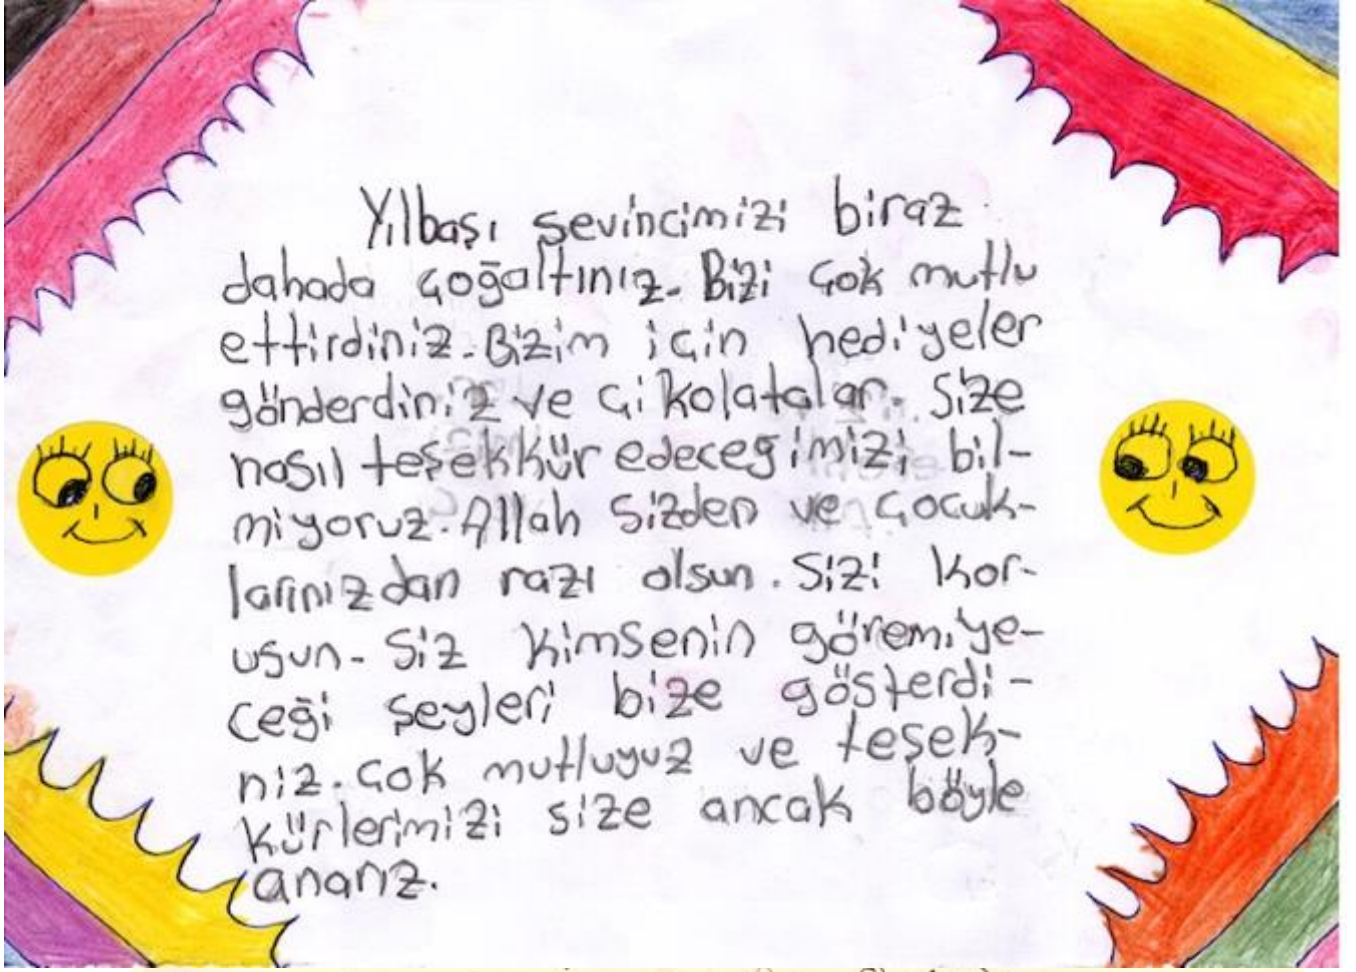 Yılbaşı sevincimizi biraz
dahada çoğaltınız. Bizi çok mutlu
ettirdiniz. Bizim için hediyeler
gönderdiniz ve çikolatalar. Size
nasıl teşekkür edecegimizi bil-
miyoruz. Allah sizden ve çocuk-
larınızdan razı olsun. Sizi kor-
usun. Siz kimsenin göremiye-
ceği şeyleri bize gösterdi-
niz. Çok mutluyuz ve teşek-
kürlerimizi size ancak böyle
anarız.